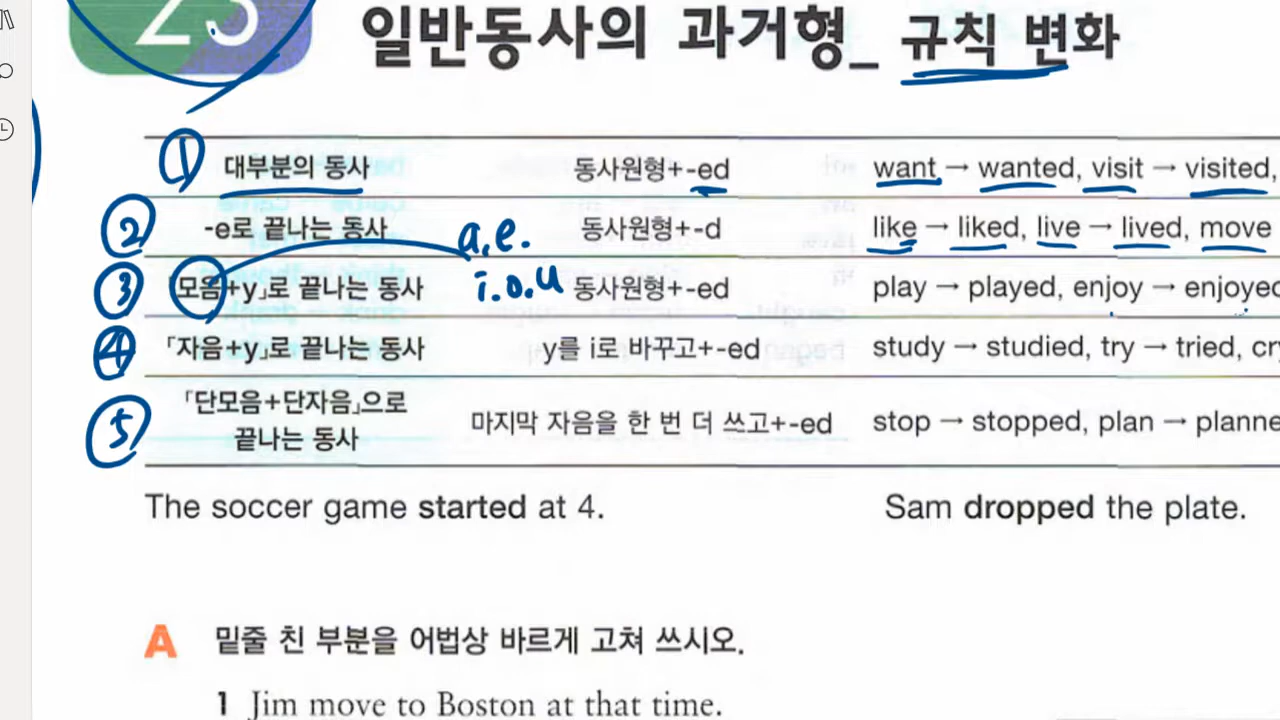 23
일반동사의 과거형_ 규칙 변화
① 대부분의 동사 동사원형+-ed want → wanted, visit → visited,
② -e로 끝나는 동사 동사원형+-d like → liked, live → lived, move
a.e.
i.o.u
③ 모음+y」로 끝나는 동사 동사원형+-ed play → played, enjoy → enjoyed
④ 「자음+y」로 끝나는 동사 y를 i로 바꾸고+-ed study → studied, try → tried, cry
⑤ 「단모음+단자음」으로
끝나는 동사 마지막 자음을 한 번 더 쓰고+-ed stop → stopped, plan → planne
The soccer game started at 4. Sam dropped the plate.
A 밑줄 친 부분을 어법상 바르게 고쳐 쓰시오.
1 Jim move to Boston at that time.